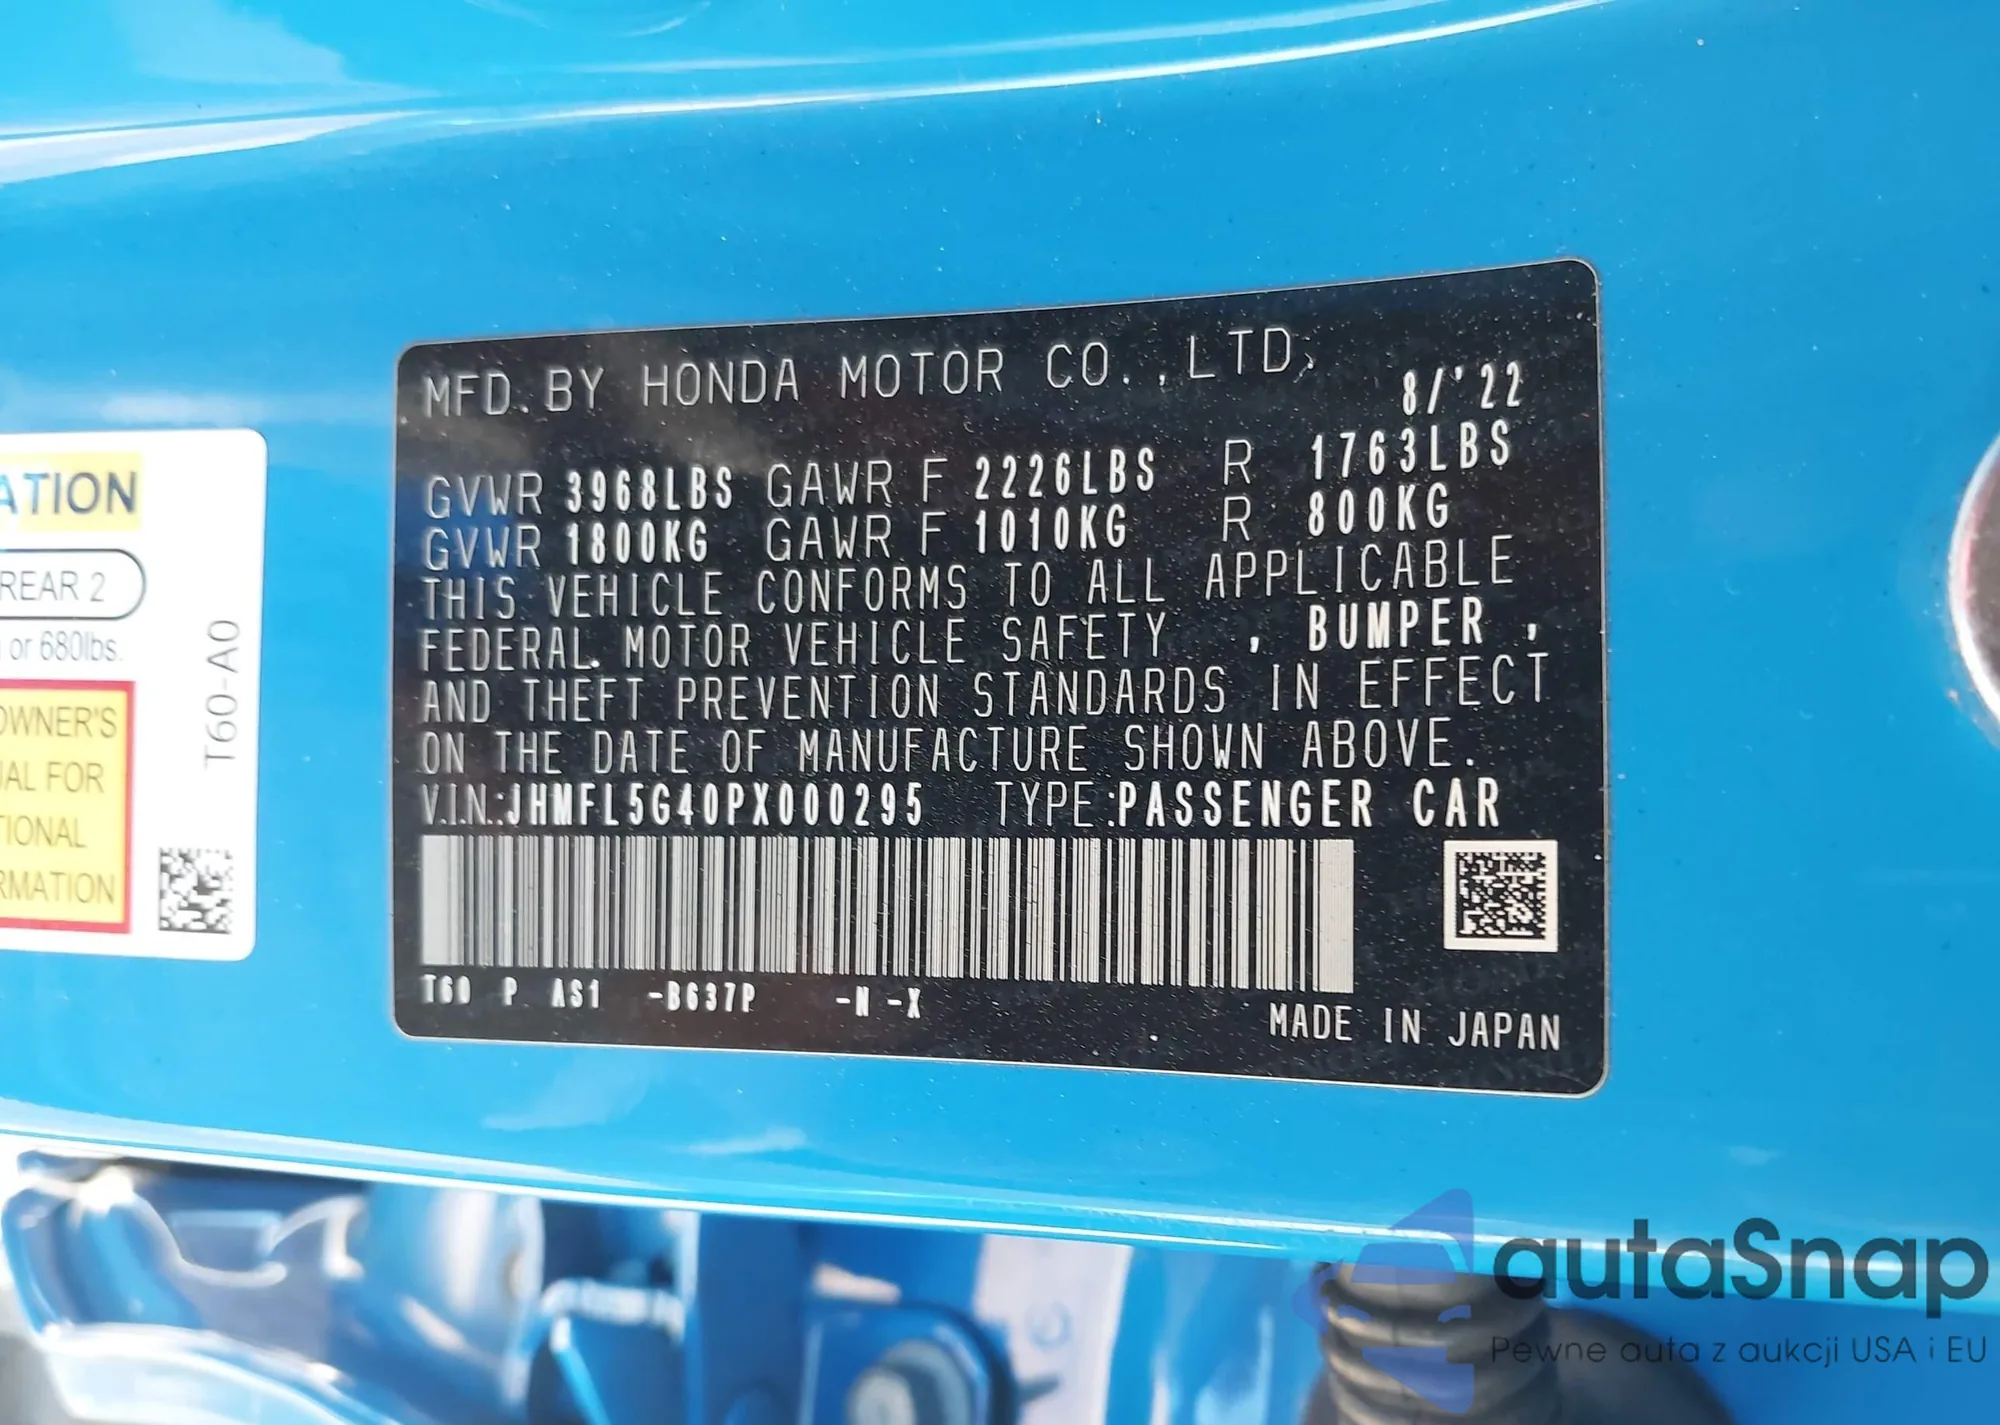 MFD. BY HONDA MOTOR CO., LTD.
8/'22
GVWR 3968LBS GAWR F 2226LBS R 1763LBS
GVWR 1800KG GAWR F 1010KG R 800KG
THIS VEHICLE CONFORMS TO ALL APPLICABLE
FEDERAL MOTOR VEHICLE SAFETY , BUMPER ,
AND THEFT PREVENTION STANDARDS IN EFFECT
ON THE DATE OF MANUFACTURE SHOWN ABOVE.
V.I.N.:JHMFL5G40PX000295 TYPE:PASSENGER CAR
T60 P AS1 -B637P -N -X
MADE IN JAPAN
ATION
REAR 2
or 680lbs.
OWNER'S
UAL FOR
TIONAL
RMATION
T60-A0
autaSnap
Pewne auta z aukcji USA i EU